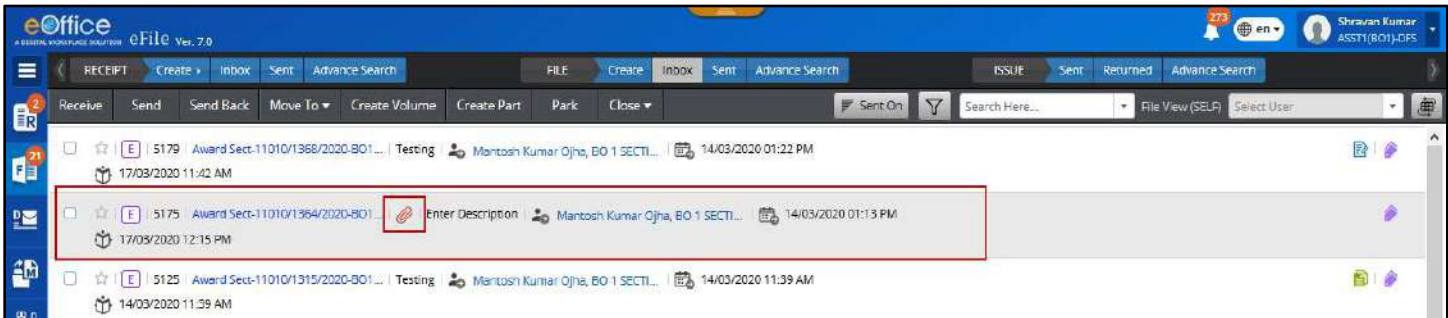 eOffice
A DIGITAL WORKPLACE SOLUTION eFile Ver. 7.0
273 en Shravan Kumar
ASST1(BO1)-DFS
RECEIPT Create Inbox Sent Advance Search FILE Create Inbox Sent Advance Search ISSUE Sent Returned Advance Search
2 R Receive Send Send Back Move To Create Volume Create Part Park Close Sent On Search Here... File View (SELF) Select User
E 5179 Award Sect-11010/1368/2020-BO1... Testing Mantosh Kumar Ojha, BO 1 SECTI... 14/03/2020 01:22 PM
21 F 17/03/2020 11:42 AM
D E 5175 Award Sect-11010/1364/2020-BO1... Enter Description Mantosh Kumar Ojha, BO 1 SECTI... 14/03/2020 01:13 PM
17/03/2020 12:15 PM
M E 5125 Award Sect-11010/1315/2020-BO1... Testing Mantosh Kumar Ojha, BO 1 SECTI... 14/03/2020 11:39 AM
14/03/2020 11:39 AM